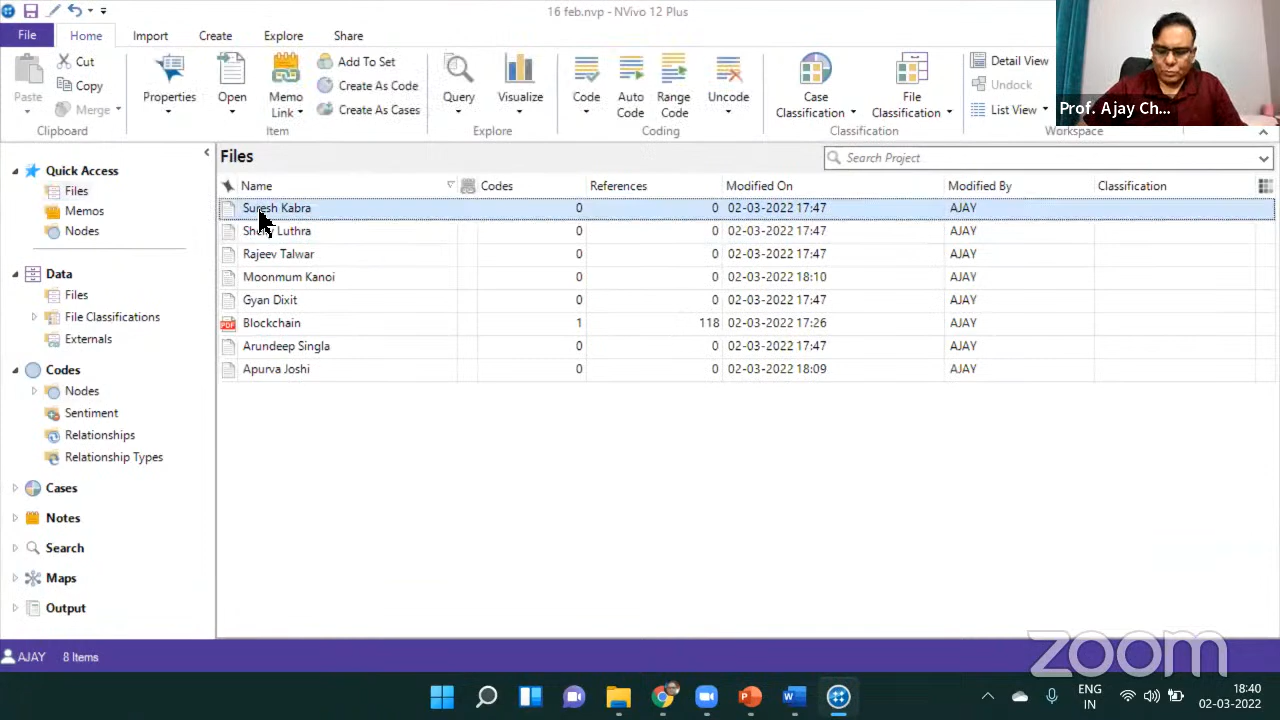 16 feb.nvp - NVivo 12 Plus
File Home Import Create Explore Share
Paste
Cut
Copy
Merge
Clipboard
Properties
Open
Memo Link
Add To Set
Create As Code
Create As Cases
Item
Query
Visualize
Explore
Code
Auto Code
Range Code
Uncode
Coding
Case Classification
File Classification
Classification
Detail View
Undock
List View
Workspace
Prof. Ajay Ch...
Quick Access
Files
Memos
Nodes
Data
Files
File Classifications
Externals
Codes
Nodes
Sentiment
Relationships
Relationship Types
Cases
Notes
Search
Maps
Output
Files
Search Project
Name Codes References Modified On Modified By Classification
Suresh Kabra 0 0 02-03-2022 17:47 AJAY
Luthra 0 0 02-03-2022 17:47 AJAY
Rajeev Talwar 0 0 02-03-2022 17:47 AJAY
Moonmum Kanoi 0 0 02-03-2022 18:10 AJAY
Gyan Dixit 0 0 02-03-2022 17:47 AJAY
PDF Blockchain 1 118 02-03-2022 17:26 AJAY
Arundeep Singla 0 0 02-03-2022 17:47 AJAY
Apurva Joshi 0 0 02-03-2022 18:09 AJAY
AJAY 8 Items
zoom
ENG
IN
18:40
02-03-2022